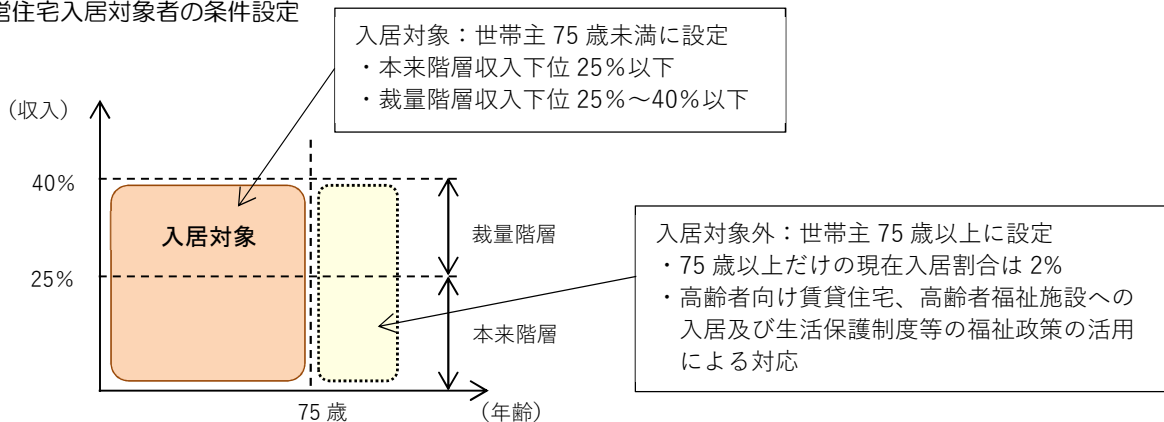 営住宅入居対象者の条件設定
入居対象：世帯主 75 歳未満に設定
・本来階層収入下位 25％以下
・裁量階層収入下位 25％～40％以下
（収入）
40%
入居対象
裁量階層
25%
本来階層
入居対象外：世帯主 75 歳以上に設定
・75 歳以上だけの現在入居割合は 2%
・高齢者向け賃貸住宅、高齢者福祉施設への
入居及び生活保護制度等の福祉政策の活用
による対応
75 歳
（年齢）